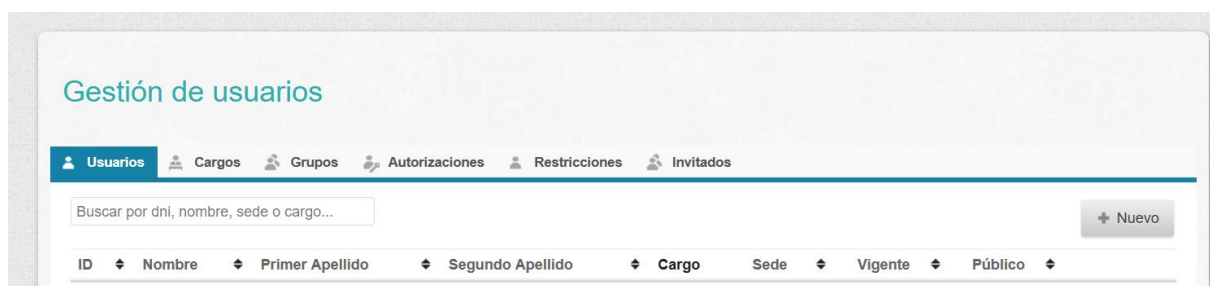 Gestión de usuarios
Usuarios Cargos Grupos Autorizaciones Restricciones Invitados
Buscar por dni, nombre, sede o cargo...
+ Nuevo
ID Nombre Primer Apellido Segundo Apellido Cargo Sede Vigente Público